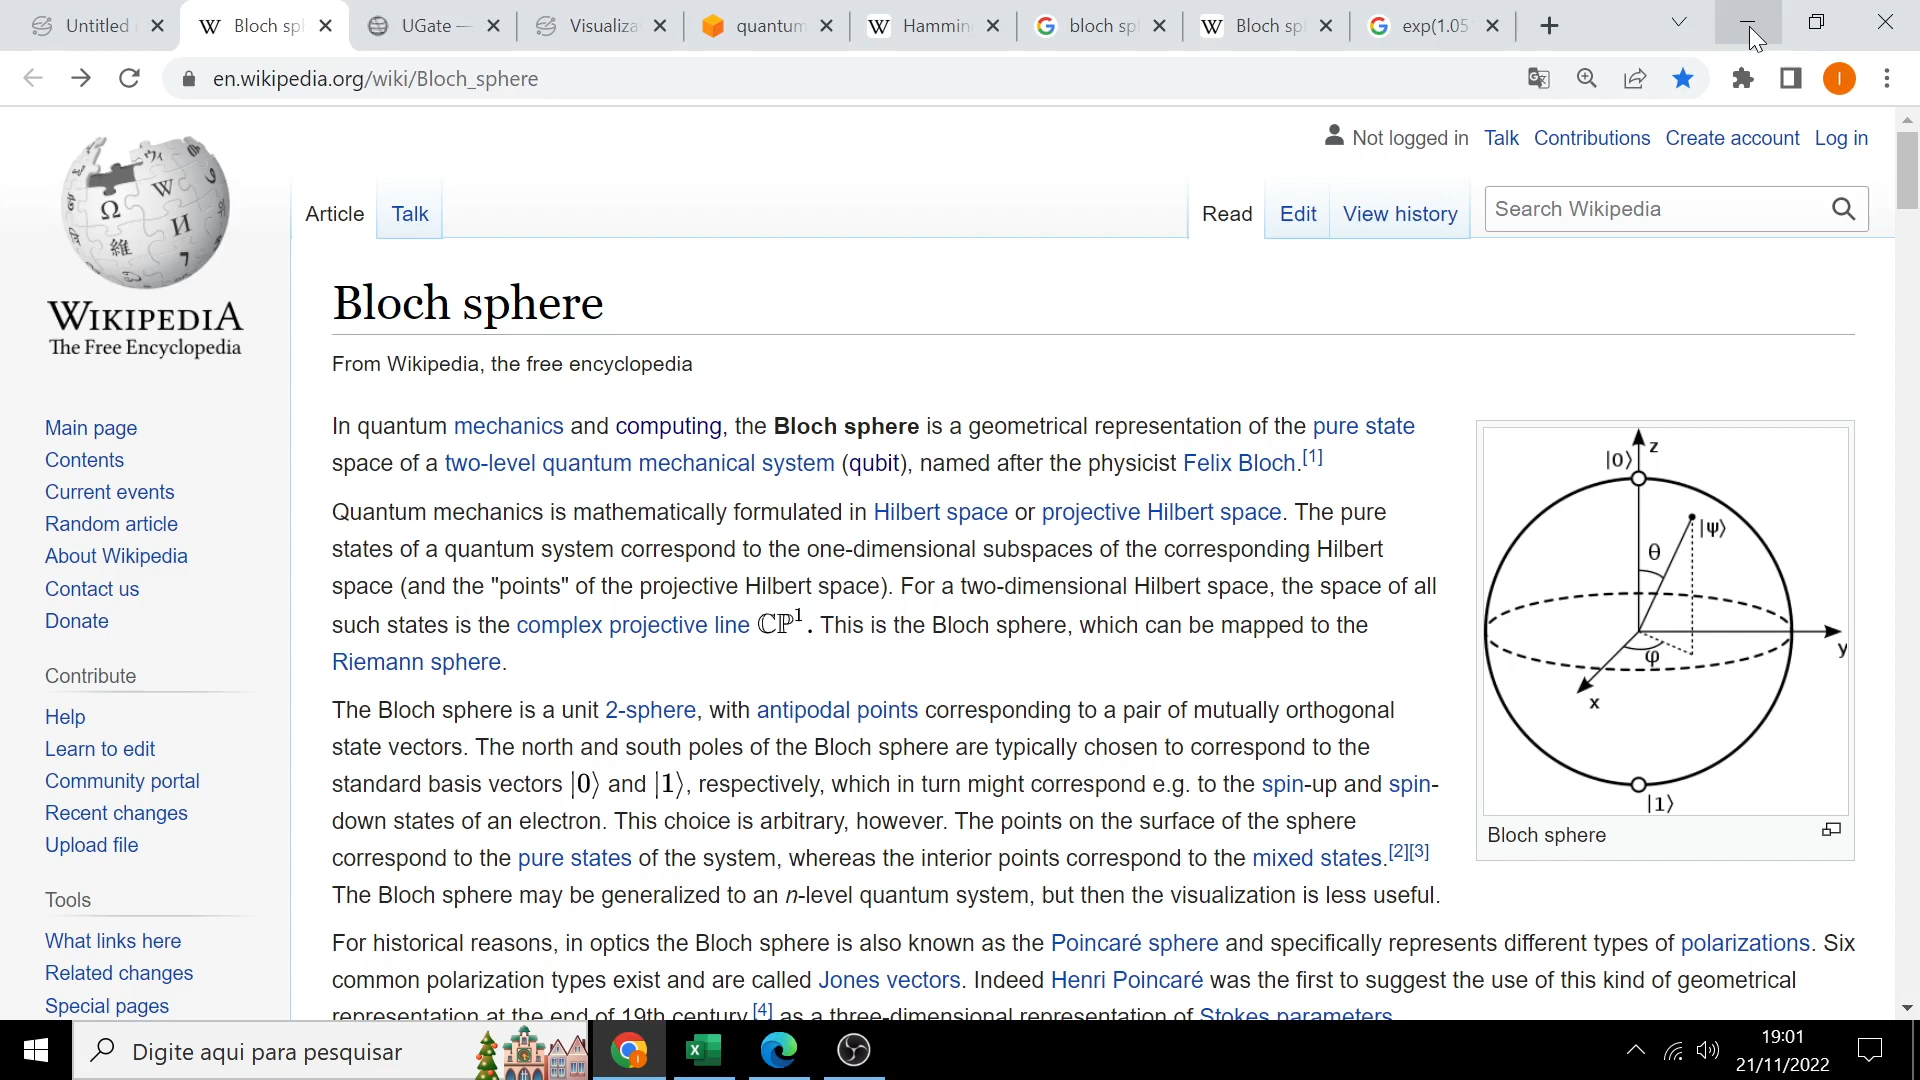 Untitled
Bloch sp
UGate —
Visualiza
quantum
Hamming
bloch sp
Bloch sp
exp(1.05
en.wikipedia.org/wiki/Bloch_sphere
I
Not logged in Talk Contributions Create account Log in
Article Talk Read Edit View history Search Wikipedia
WIKIPEDIA
The Free Encyclopedia
Main page
Contents
Current events
Random article
About Wikipedia
Contact us
Donate
Contribute
Help
Learn to edit
Community portal
Recent changes
Upload file
Tools
What links here
Related changes
Special pages
Bloch sphere
From Wikipedia, the free encyclopedia
In quantum mechanics and computing, the Bloch sphere is a geometrical representation of the pure state
space of a two-level quantum mechanical system (qubit), named after the physicist Felix Bloch.[1]
Quantum mechanics is mathematically formulated in Hilbert space or projective Hilbert space. The pure
states of a quantum system correspond to the one-dimensional subspaces of the corresponding Hilbert
space (and the "points" of the projective Hilbert space). For a two-dimensional Hilbert space, the space of all
such states is the complex projective line ℂℙ¹. This is the Bloch sphere, which can be mapped to the
Riemann sphere.
The Bloch sphere is a unit 2-sphere, with antipodal points corresponding to a pair of mutually orthogonal
state vectors. The north and south poles of the Bloch sphere are typically chosen to correspond to the
standard basis vectors |0⟩ and |1⟩, respectively, which in turn might correspond e.g. to the spin-up and spin-
down states of an electron. This choice is arbitrary, however. The points on the surface of the sphere
correspond to the pure states of the system, whereas the interior points correspond to the mixed states.[2][3]
The Bloch sphere may be generalized to an n-level quantum system, but then the visualization is less useful.
For historical reasons, in optics the Bloch sphere is also known as the Poincaré sphere and specifically represents different types of polarizations. Six
common polarization types exist and are called Jones vectors. Indeed Henri Poincaré was the first to suggest the use of this kind of geometrical
representation at the end of 19th century,[4] as a three-dimensional representation of Stokes parameters.
z
|0⟩
|ψ⟩
θ
φ
y
x
|1⟩
Bloch sphere
Digite aqui para pesquisar
19:01
21/11/2022